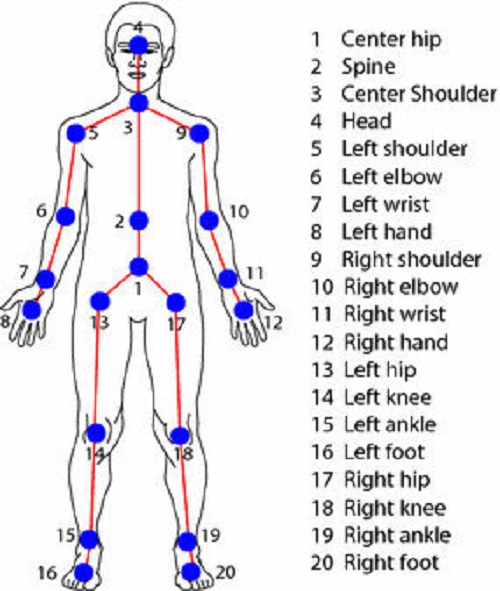 4
5
3
9
6
2
10
7
1
11
8
13
17
12
14
18
15
19
16
20
1 Center hip
2 Spine
3 Center Shoulder
4 Head
5 Left shoulder
6 Left elbow
7 Left wrist
8 Left hand
9 Right shoulder
10 Right elbow
11 Right wrist
12 Right hand
13 Left hip
14 Left knee
15 Left ankle
16 Left foot
17 Right hip
18 Right knee
19 Right ankle
20 Right foot